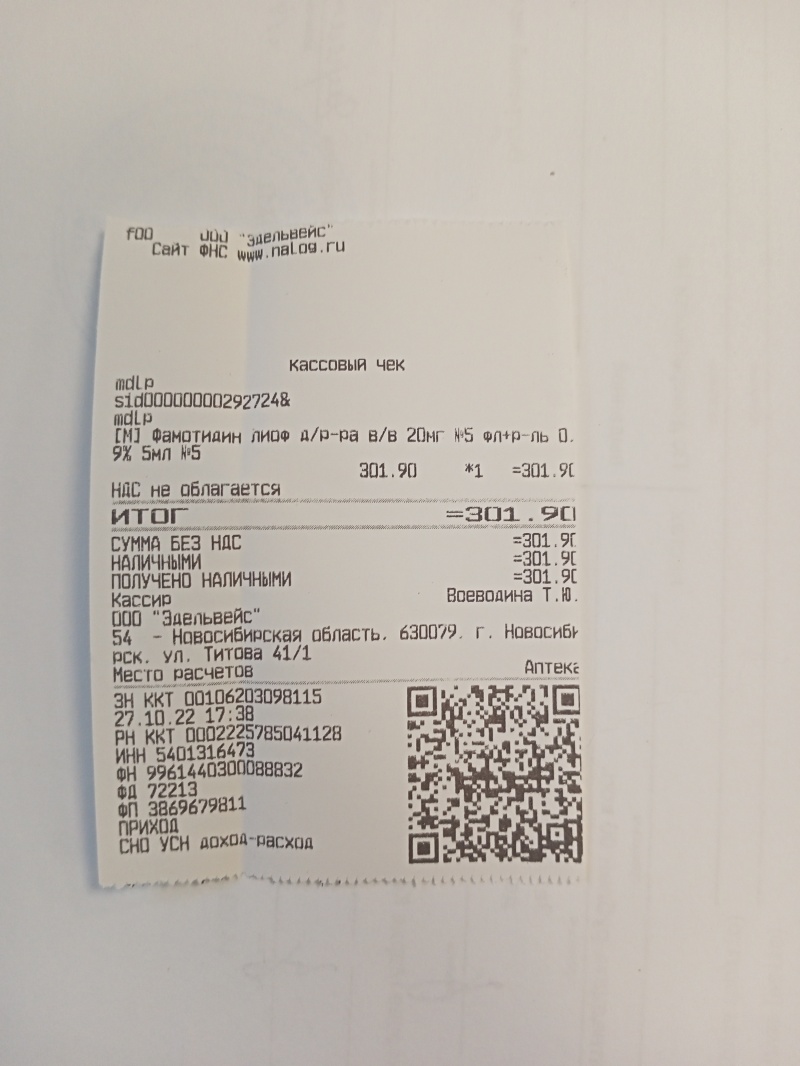 fOO ООО "Эдельвейс"
Сайт ФНС www.nalog.ru
Кассовый чек
mdlp
sid00000000292724&
mdlp
[М] Фамотидин лиоф д/р-ра в/в 20мг №5 фл+р-ль 0.
9% 5мл №5
301.90 *1 =301.90
НДС не облагается
ИТОГ =301.90
СУММА БЕЗ НДС =301.90
НАЛИЧНЫМИ =301.90
ПОЛУЧЕНО НАЛИЧНЫМИ =301.90
Кассир Воеводина Т.Ю.
ООО "Эдельвейс"
54 - Новосибирская область, 630079, г. Новосиби
рск, ул. Титова 41/1
Место расчетов Аптека
ЗН ККТ 00106203098115
27.10.22 17:38
РН ККТ 0002225785041128
ИНН 5401316473
ФН 9961440300088832
ФД 72213
ФП 3869679811
ПРИХОД
СНО УСН доход-расход